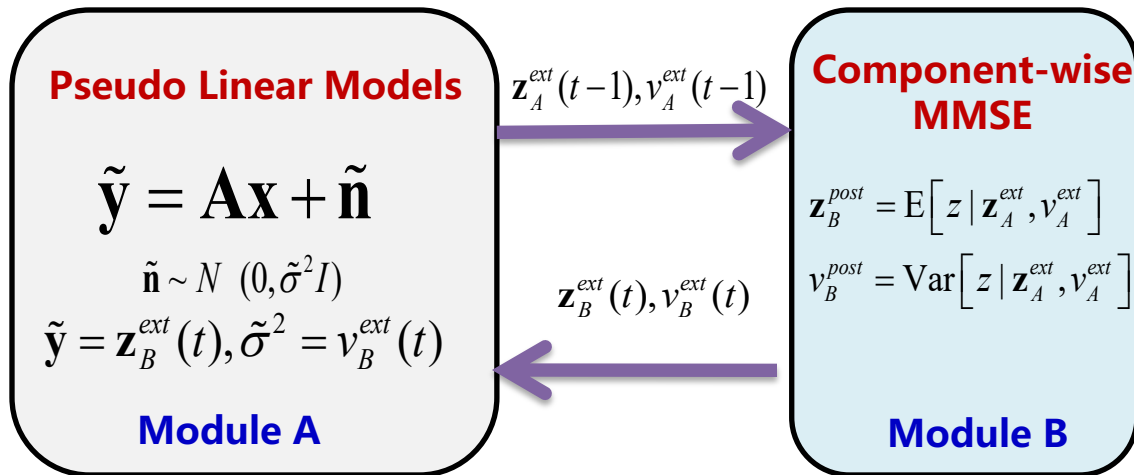 Pseudo Linear Models
ỹ = Ax + ñ
ñ ~ N (0, σ̃²I)
ỹ = z_B^{ext}(t), σ̃² = v_B^{ext}(t)
Module A
z_A^{ext}(t−1), v_A^{ext}(t−1)
z_B^{ext}(t), v_B^{ext}(t)
Component-wise
MMSE
z_B^{post} = E[z | z_A^{ext}, v_A^{ext}]
v_B^{post} = Var[z | z_A^{ext}, v_A^{ext}]
Module B